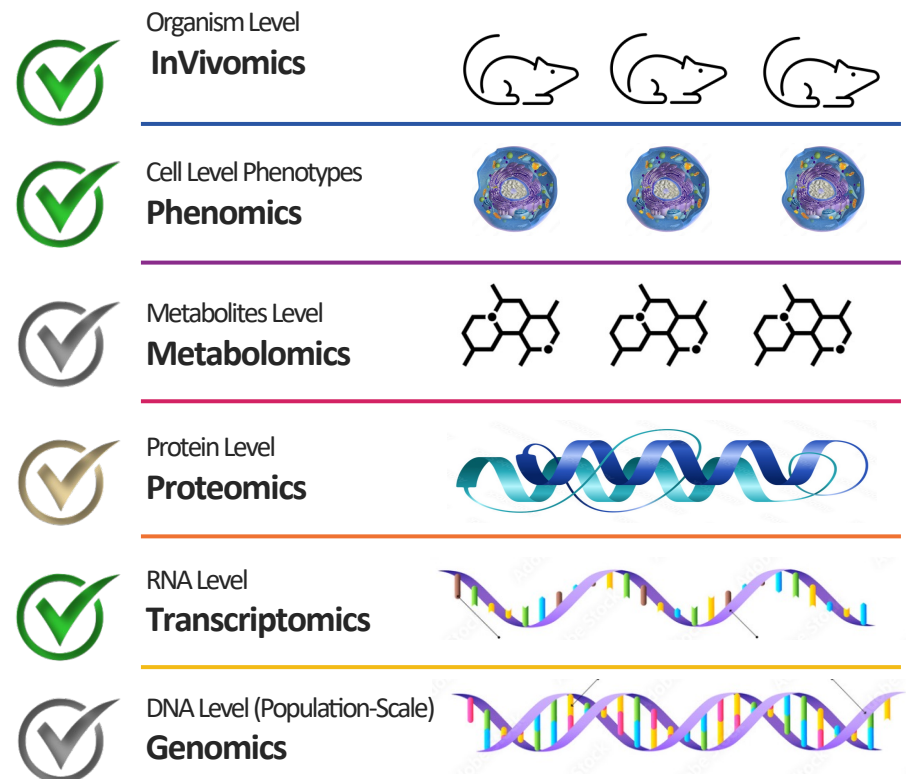 Organism Level
InVivomics
Cell Level Phenotypes
Phenomics
Metabolites Level
Metabolomics
Protein Level
Proteomics
RNA Level
Transcriptomics
DNA Level (Population-Scale)
Genomics